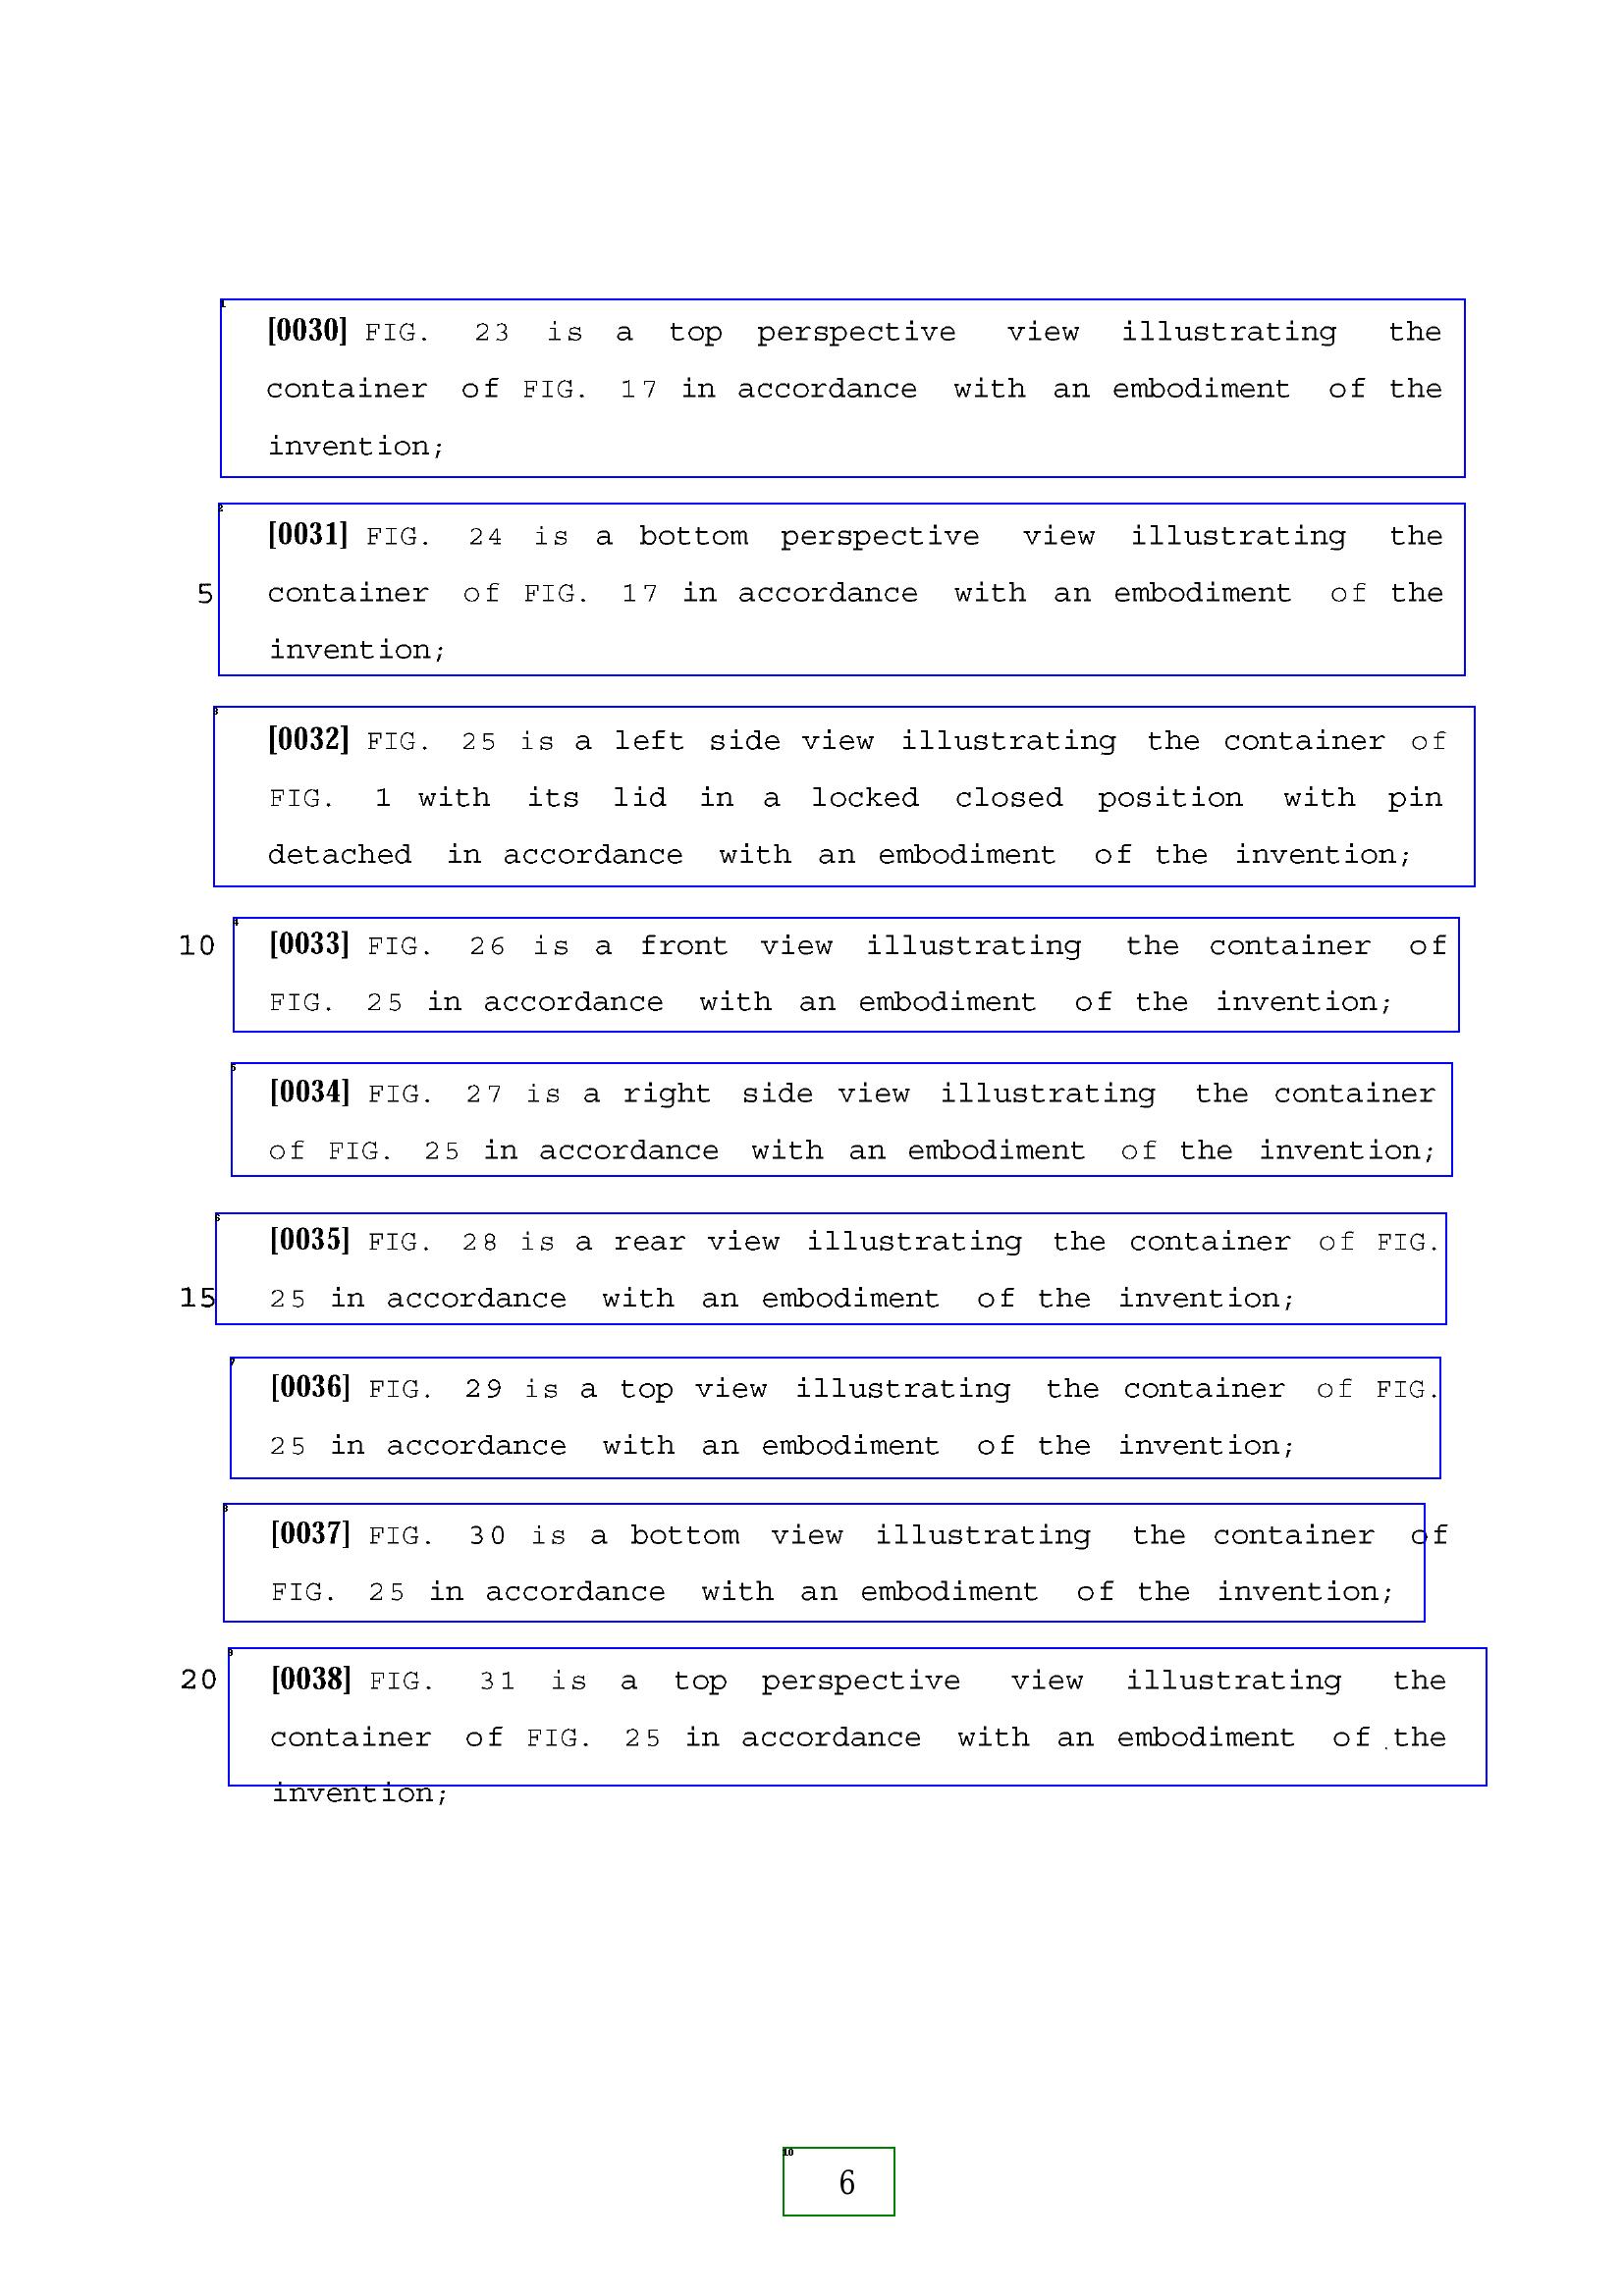 [0030] FIG. 23 is a top perspective view illustrating the
container of FIG. 17 in accordance with an embodiment of the
invention;
[0031] FIG. 24 is a bottom perspective view illustrating the
5 container of FIG. 17 in accordance with an embodiment of the
invention;
[0032] FIG. 25 is a left side view illustrating the container of
FIG. 1 with its lid in a locked closed position with pin
detached in accordance with an embodiment of the invention;
10 [0033] FIG. 26 is a front view illustrating the container of
FIG. 25 in accordance with an embodiment of the invention;
[0034] FIG. 27 is a right side view illustrating the container
of FIG. 25 in accordance with an embodiment of the invention;
[0035] FIG. 28 is a rear view illustrating the container of FIG.
15 25 in accordance with an embodiment of the invention;
[0036] FIG. 29 is a top view illustrating the container of FIG.
25 in accordance with an embodiment of the invention;
[0037] FIG. 30 is a bottom view illustrating the container of
FIG. 25 in accordance with an embodiment of the invention;
20 [0038] FIG. 31 is a top perspective view illustrating the
container of FIG. 25 in accordance with an embodiment of the
invention;
10
6